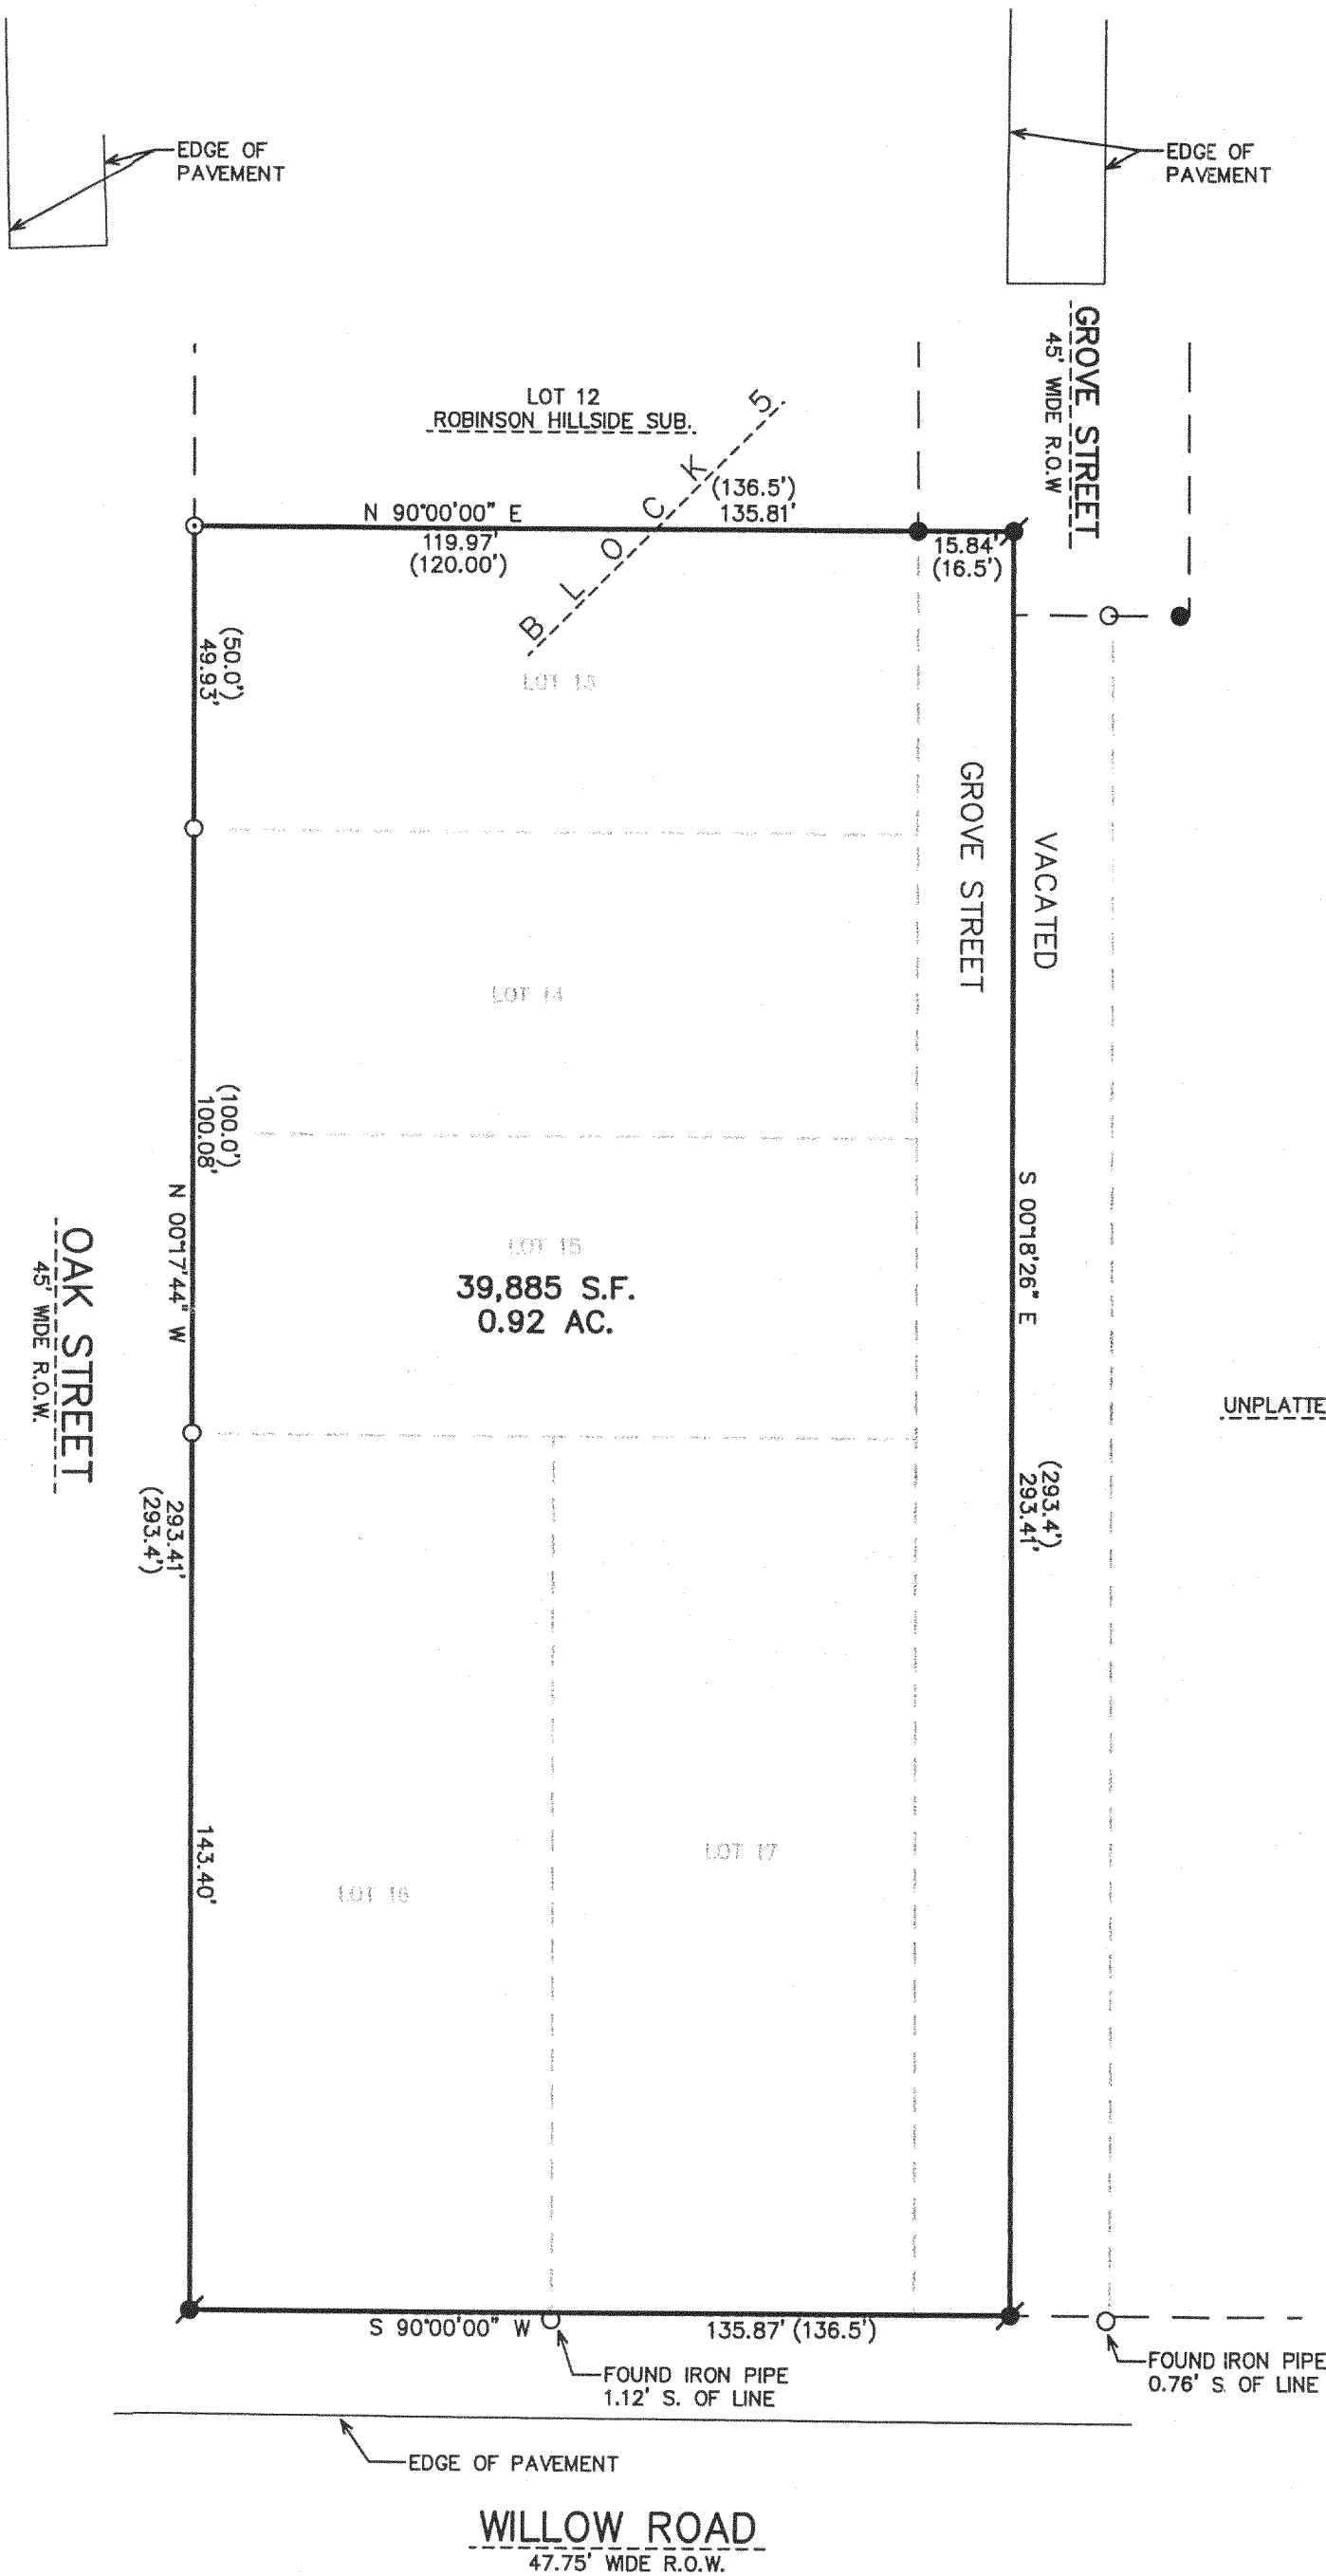 EDGE OF
PAVEMENT
EDGE OF
PAVEMENT
GROVE STREET
45' WIDE R.O.W
LOT 12
ROBINSON HILLSIDE SUB.
BLOCK 5
N 90°00'00" E
(136.5')
135.81'
119.97'
(120.00')
15.84'
(16.5')
(50.0')
49.93'
LOT 13
GROVE STREET
VACATED
LOT 14
(100.0')
100.08'
N 00°17'44" W
S 00°18'26" E
LOT 15
39,885 S.F.
0.92 AC.
OAK STREET
45' WIDE R.O.W.
UNPLATTE
293.41'
(293.4')
(293.4')
293.41'
143.40'
LOT 16
LOT 17
S 90°00'00" W
135.87' (136.5')
FOUND IRON PIPE
1.12' S. OF LINE
FOUND IRON PIPE
0.76' S. OF LINE
EDGE OF PAVEMENT
WILLOW ROAD
47.75' WIDE R.O.W.